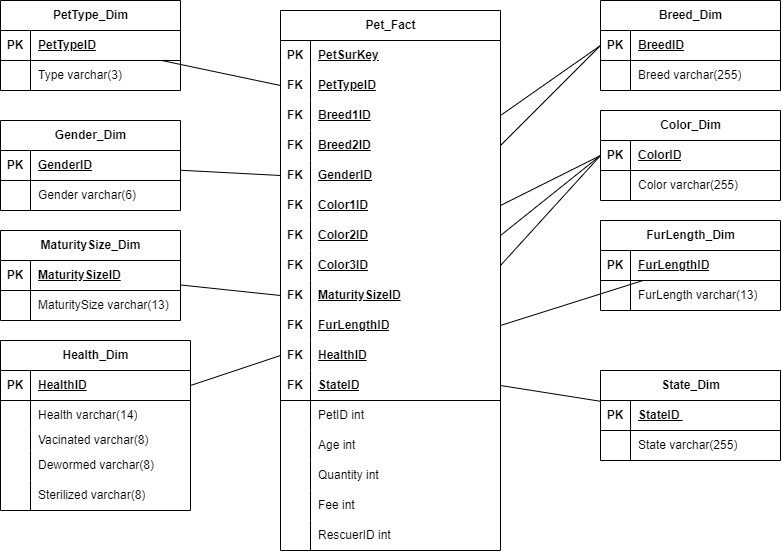 PetType_Dim
PK PetTypeID
Type varchar(3)
Gender_Dim
PK GenderID
Gender varchar(6)
MaturitySize_Dim
PK MaturitySizeID
MaturitySize varchar(13)
Health_Dim
PK HealthID
Health varchar(14)
Vacinated varchar(8)
Dewormed varchar(8)
Sterilized varchar(8)
Pet_Fact
PK PetSurKey
FK PetTypeID
FK Breed1ID
FK Breed2ID
FK GenderID
FK Color1ID
FK Color2ID
FK Color3ID
FK MaturitySizeID
FK FurLengthID
FK HealthID
FK StateID
PetID int
Age int
Quantity int
Fee int
RescuerID int
Breed_Dim
PK BreedID
Breed varchar(255)
Color_Dim
PK ColorID
Color varchar(255)
FurLength_Dim
PK FurLengthID
FurLength varchar(13)
State_Dim
PK StateID
State varchar(255)